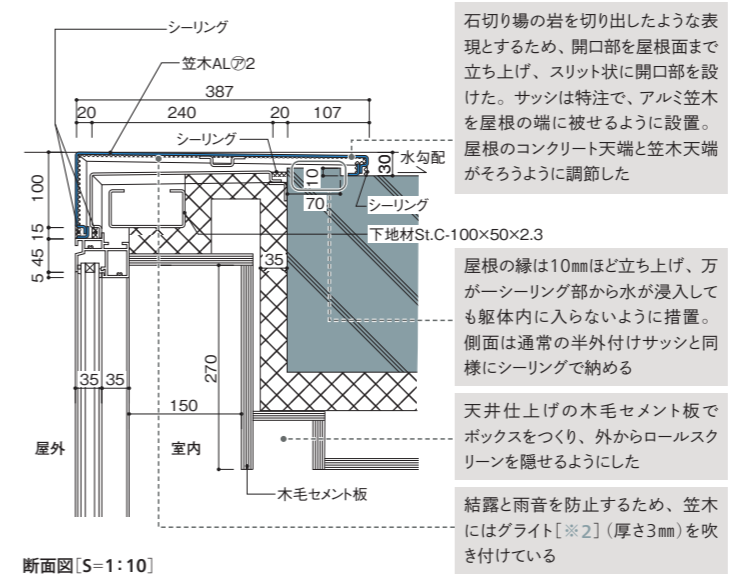 シーリング
笠木AL㋐2
387
20
240
20
107
シーリング
水勾配
30
10
100
70
シーリング
下地材St.C-100×50×2.3
15
45
5
35
270
35
35
150
屋外
室内
木毛セメント板
断面図[S=1：10]
石切り場の岩を切り出したような表
現とするため、開口部を屋根面まで
立ち上げ、スリット状に開口部を設
けた。サッシは特注で、アルミ笠木
を屋根の端に被せるように設置。
屋根のコンクリート天端と笠木天端
がそろうように調節した
屋根の縁は10㎜ほど立ち上げ、万
が一シーリング部から水が浸入して
も躯体内に入らないように措置。
側面は通常の半外付けサッシと同
様にシーリングで納める
天井仕上げの木毛セメント板で
ボックスをつくり、外からロールスク
リーンを隠せるようにした
結露と雨音を防止するため、笠木
にはグライト[※2]（厚さ3㎜）を吹
き付けている